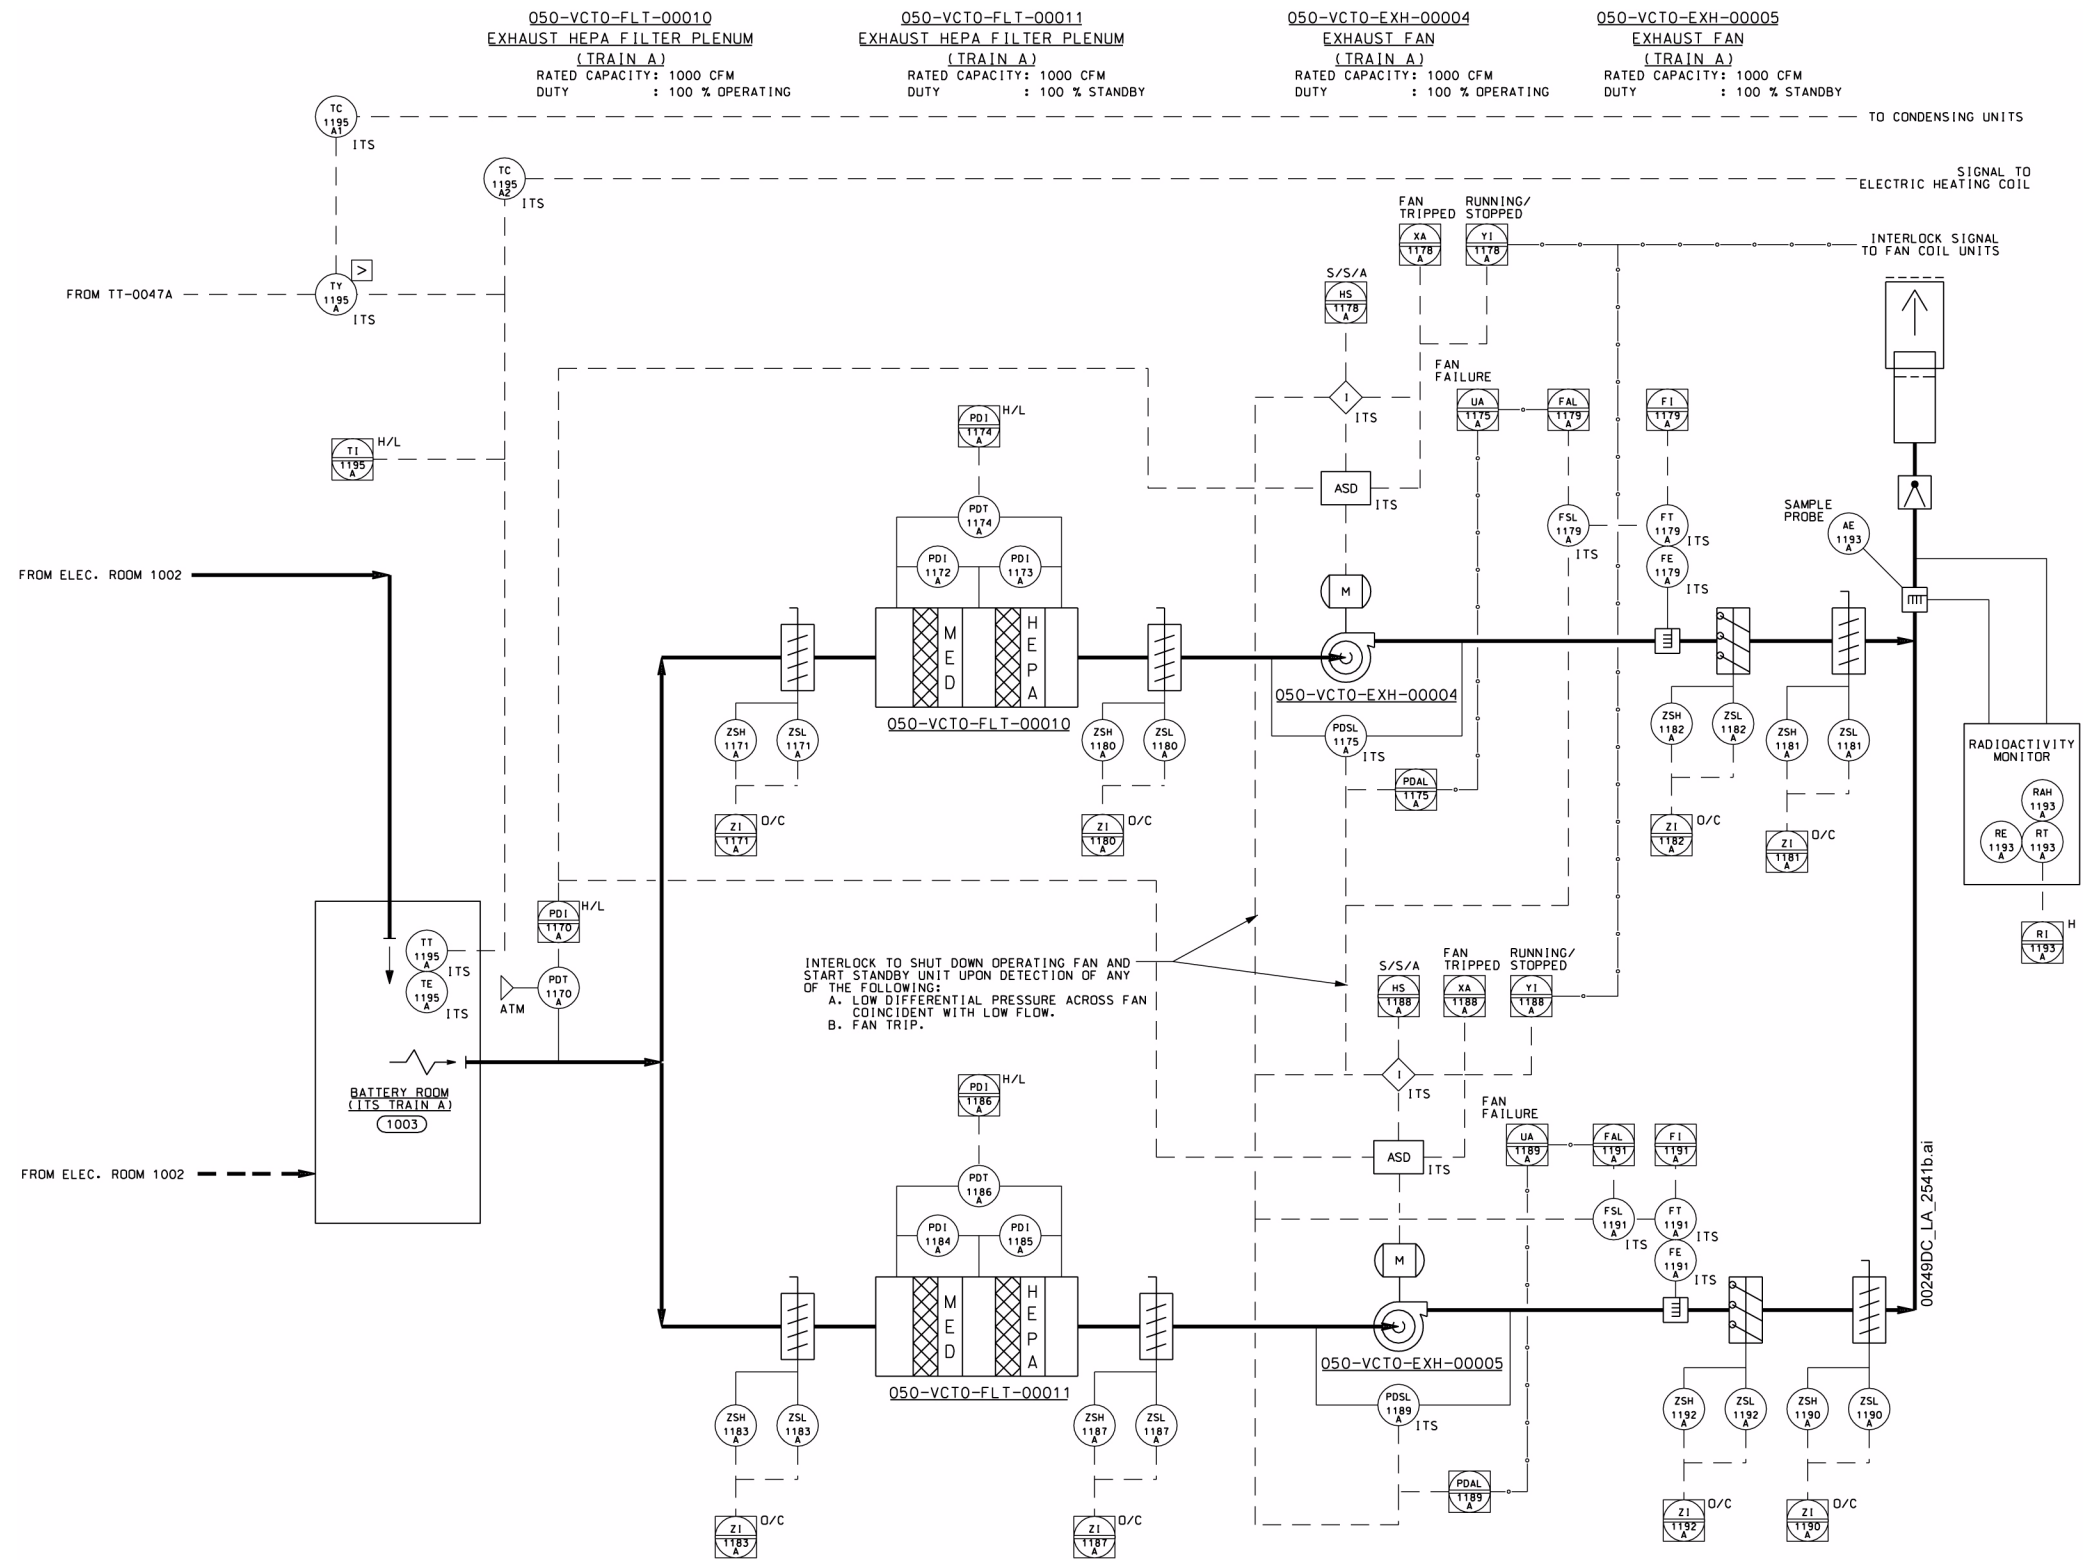 050-VCTO-FLT-00010
EXHAUST HEPA FILTER PLENUM
(TRAIN A)
RATED CAPACITY: 1000 CFM
DUTY : 100 % OPERATING
050-VCTO-FLT-00011
EXHAUST HEPA FILTER PLENUM
(TRAIN A)
RATED CAPACITY: 1000 CFM
DUTY : 100 % STANDBY
050-VCTO-EXH-00004
EXHAUST FAN
(TRAIN A)
RATED CAPACITY: 1000 CFM
DUTY : 100 % OPERATING
050-VCTO-EXH-00005
EXHAUST FAN
(TRAIN A)
RATED CAPACITY: 1000 CFM
DUTY : 100 % STANDBY
TC
1195
A1
ITS
TO CONDENSING UNITS
TC
1195
A2
ITS
SIGNAL TO
ELECTRIC HEATING COIL
FAN
TRIPPED
RUNNING/
STOPPED
XA
1178
A
YI
1178
A
INTERLOCK SIGNAL
TO FAN COIL UNITS
FROM TT-0047A
TY
1195
A
>
ITS
S/S/A
HS
1178
A
I
ITS
FAN
FAILURE
UA
1175
A
FAL
1179
A
FI
1179
A
TI
1195
A
H/L
PDI
1174
A
H/L
PDT
1174
A
PDI
1172
A
PDI
1173
A
ASD
ITS
FSL
1179
A
ITS
FT
1179
A
ITS
FE
1179
A
ITS
SAMPLE
PROBE
AE
1193
A
FROM ELEC. ROOM 1002
M
MED
HEPA
050-VCTO-FLT-00010
050-VCTO-EXH-00004
ZSH
1171
A
ZSL
1171
A
ZI
1171
A
O/C
ZSH
1180
A
ZSL
1180
A
ZI
1180
A
O/C
PDSL
1175
A
ITS
PDAL
1175
A
ZSH
1182
A
ZSL
1182
A
ZI
1182
A
O/C
ZSH
1181
A
ZSL
1181
A
ZI
1181
A
O/C
RADIOACTIVITY
MONITOR
RAH
1193
RE
1193
A
RT
1193
A
RI
1193
A
H
PDI
1170
A
H/L
PDT
1170
A
ATM
TT
1195
A
ITS
TE
1195
A
ITS
BATTERY ROOM
(ITS TRAIN A)
1003
FROM ELEC. ROOM 1002
INTERLOCK TO SHUT DOWN OPERATING FAN AND
START STANDBY UNIT UPON DETECTION OF ANY
OF THE FOLLOWING:
A. LOW DIFFERENTIAL PRESSURE ACROSS FAN
COINCIDENT WITH LOW FLOW.
B. FAN TRIP.
S/S/A
FAN
TRIPPED
RUNNING/
STOPPED
HS
1188
A
XA
1188
A
YI
1188
A
I
ITS
FAN
FAILURE
UA
1189
A
FAL
1191
A
FI
1191
A
ASD
ITS
FSL
1191
A
ITS
FT
1191
A
ITS
FE
1191
A
ITS
PDI
1186
A
H/L
PDT
1186
A
PDI
1184
A
PDI
1185
A
M
MED
HEPA
050-VCTO-FLT-00011
050-VCTO-EXH-00005
ZSH
1183
A
ZSL
1183
A
ZI
1183
A
O/C
ZSH
1187
A
ZSL
1187
A
ZI
1187
A
O/C
PDSL
1189
A
ITS
PDAL
1189
A
ZSH
1192
A
ZSL
1192
A
ZI
1192
A
O/C
ZSH
1190
A
ZSL
1190
A
ZI
1190
A
O/C
00249DC_LA_2541b.ai